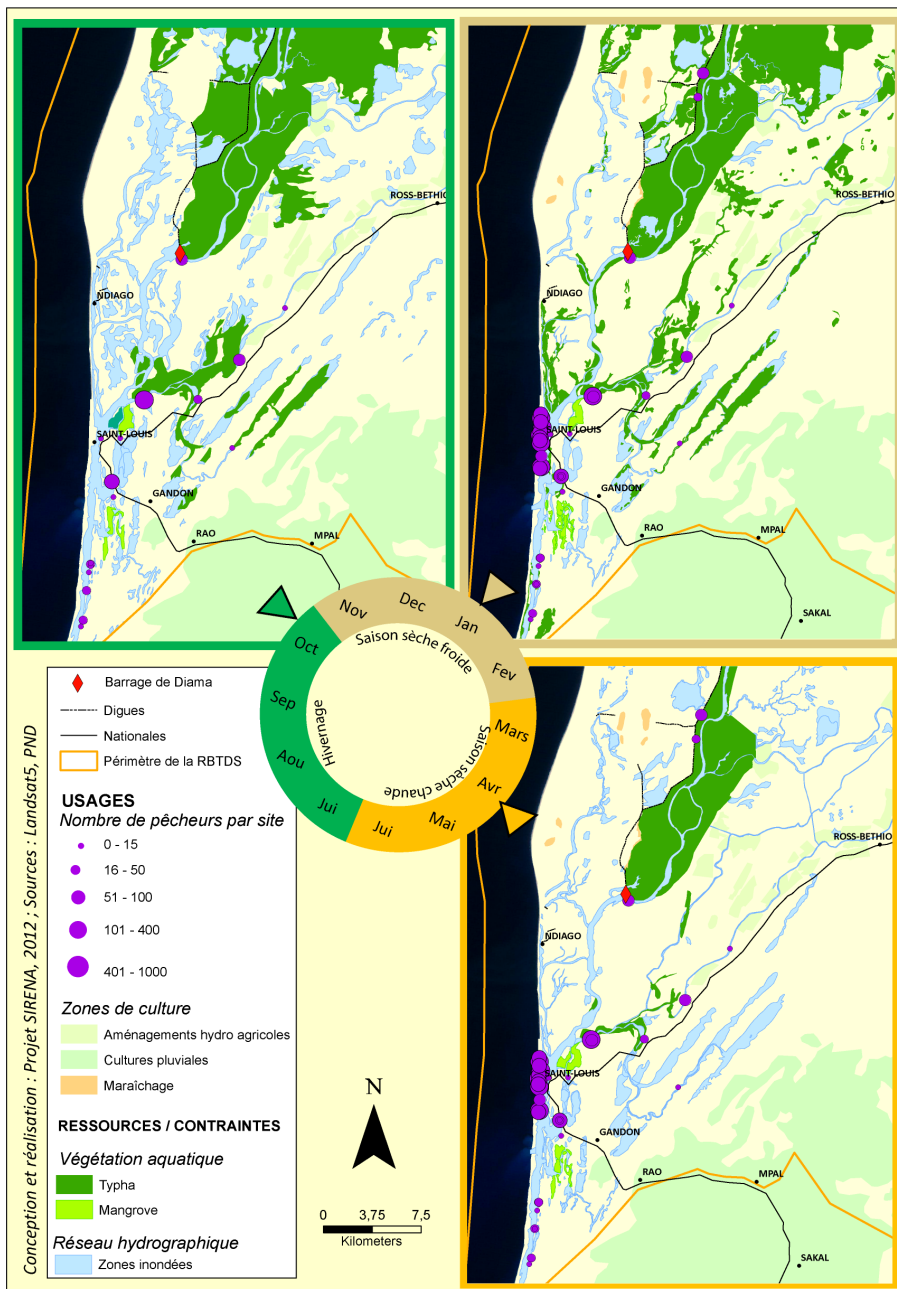 ROSS-BETHIO
NDIAGO
SAINT-LOUIS
GANDON
RAO
MPAL
ROSS-BETHIO
NDIAGO
SAINT-LOUIS
GANDON
RAO
MPAL
SAKAL
Nov
Dec
Jan
Fev
Mars
Avr
Mai
Jui
Jui
Aou
Sep
Oct
Saison sèche froide
Saison sèche chaude
Hivernage
Barrage de Diama
Digues
Nationales
Périmètre de la RBTDS
USAGES
Nombre de pêcheurs par site
0 - 15
16 - 50
51 - 100
101 - 400
401 - 1000
Zones de culture
Aménagements hydro agricoles
Cultures pluviales
Maraîchage
RESSOURCES / CONTRAINTES
Végétation aquatique
Typha
Mangrove
Réseau hydrographique
Zones inondées
Conception et réalisation : Projet SIRENA, 2012 ; Sources : Landsat5, PND
N
0 3,75 7,5
Kilometers
ROSS-BETHIO
NDIAGO
SAINT-LOUIS
GANDON
RAO
MPAL
SAKAL